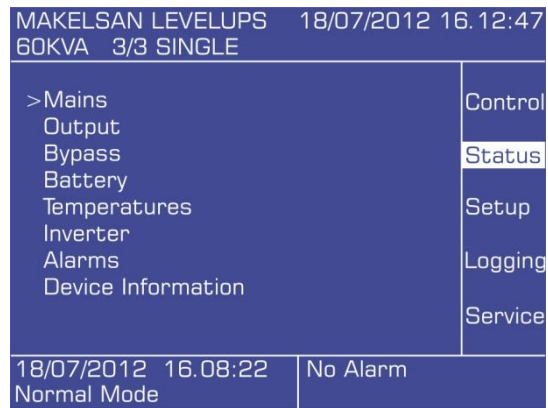 MAKELSAN LEVELUPS 18/07/2012 16.12:47
60KVA 3/3 SINGLE
>Mains
Output
Bypass
Battery
Temperatures
Inverter
Alarms
Device Information
Control
Status
Setup
Logging
Service
18/07/2012 16.08:22
Normal Mode
No Alarm